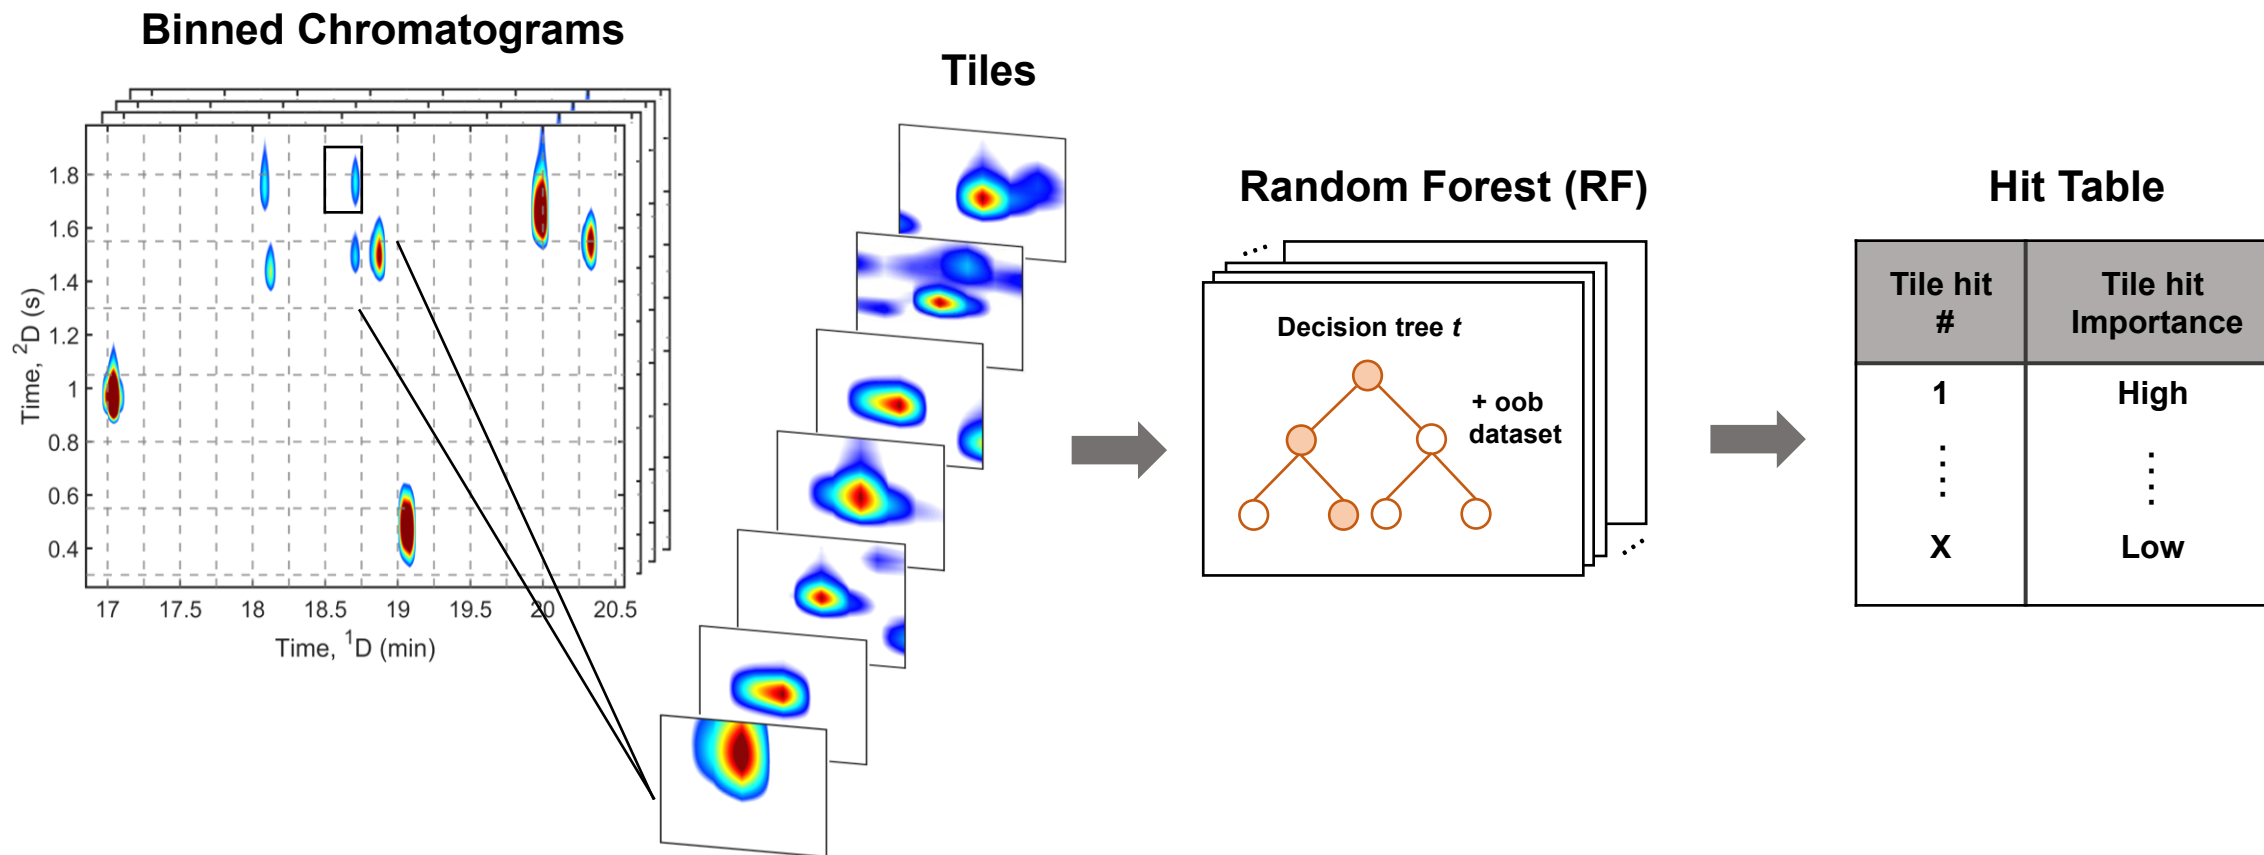 Binned Chromatograms
Tiles
Random Forest (RF)
Hit Table
1.8
1.6
1.4
1.2
1
0.8
0.6
0.4
Time, ²D (s)
17 17.5 18 18.5 19 19.5 20 20.5
Time, ¹D (min)
Decision tree t
+ oob
dataset
Tile hit
#
Tile hit
Importance
1 High
X Low